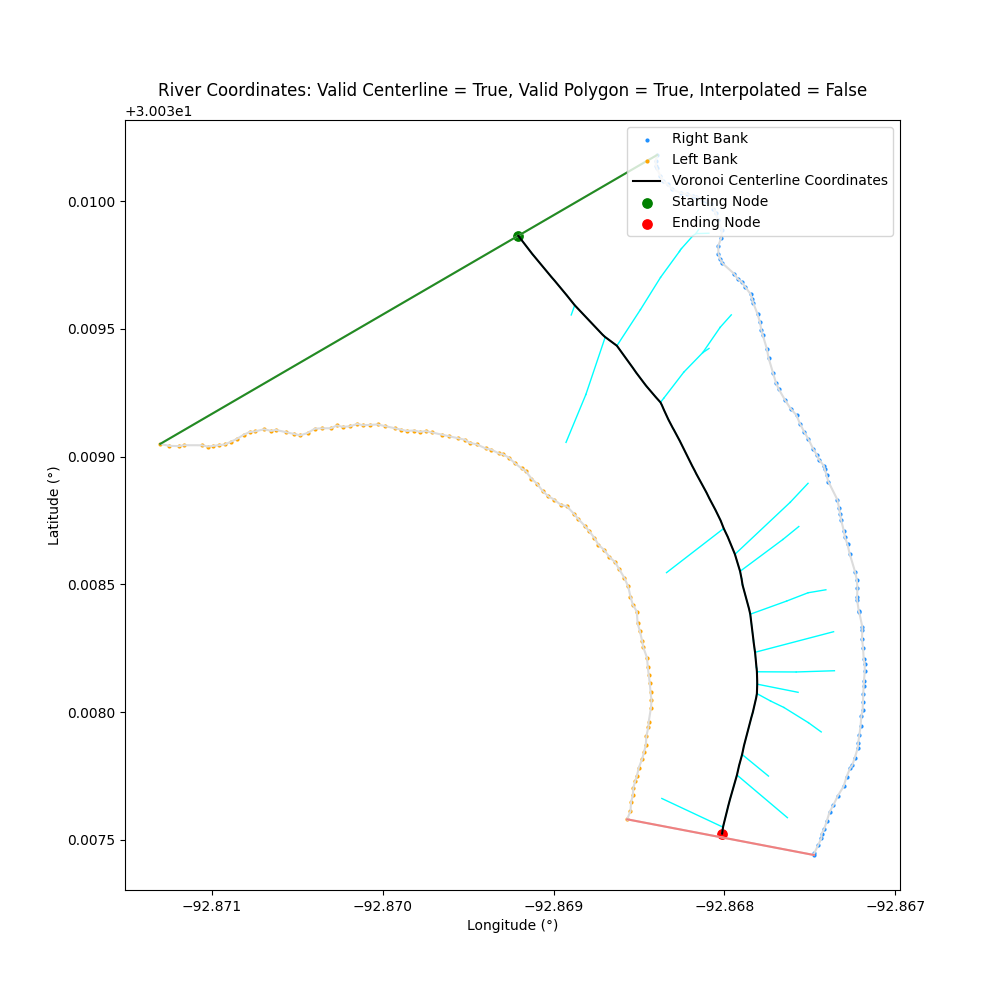 River Coordinates: Valid Centerline = True, Valid Polygon = True, Interpolated = False
+3.003e1
Right Bank
Left Bank
Voronoi Centerline Coordinates
Starting Node
Ending Node
0.0100
0.0095
0.0090
0.0085
0.0080
0.0075
Latitude (°)
−92.871
−92.870
−92.869
−92.868
−92.867
Longitude (°)